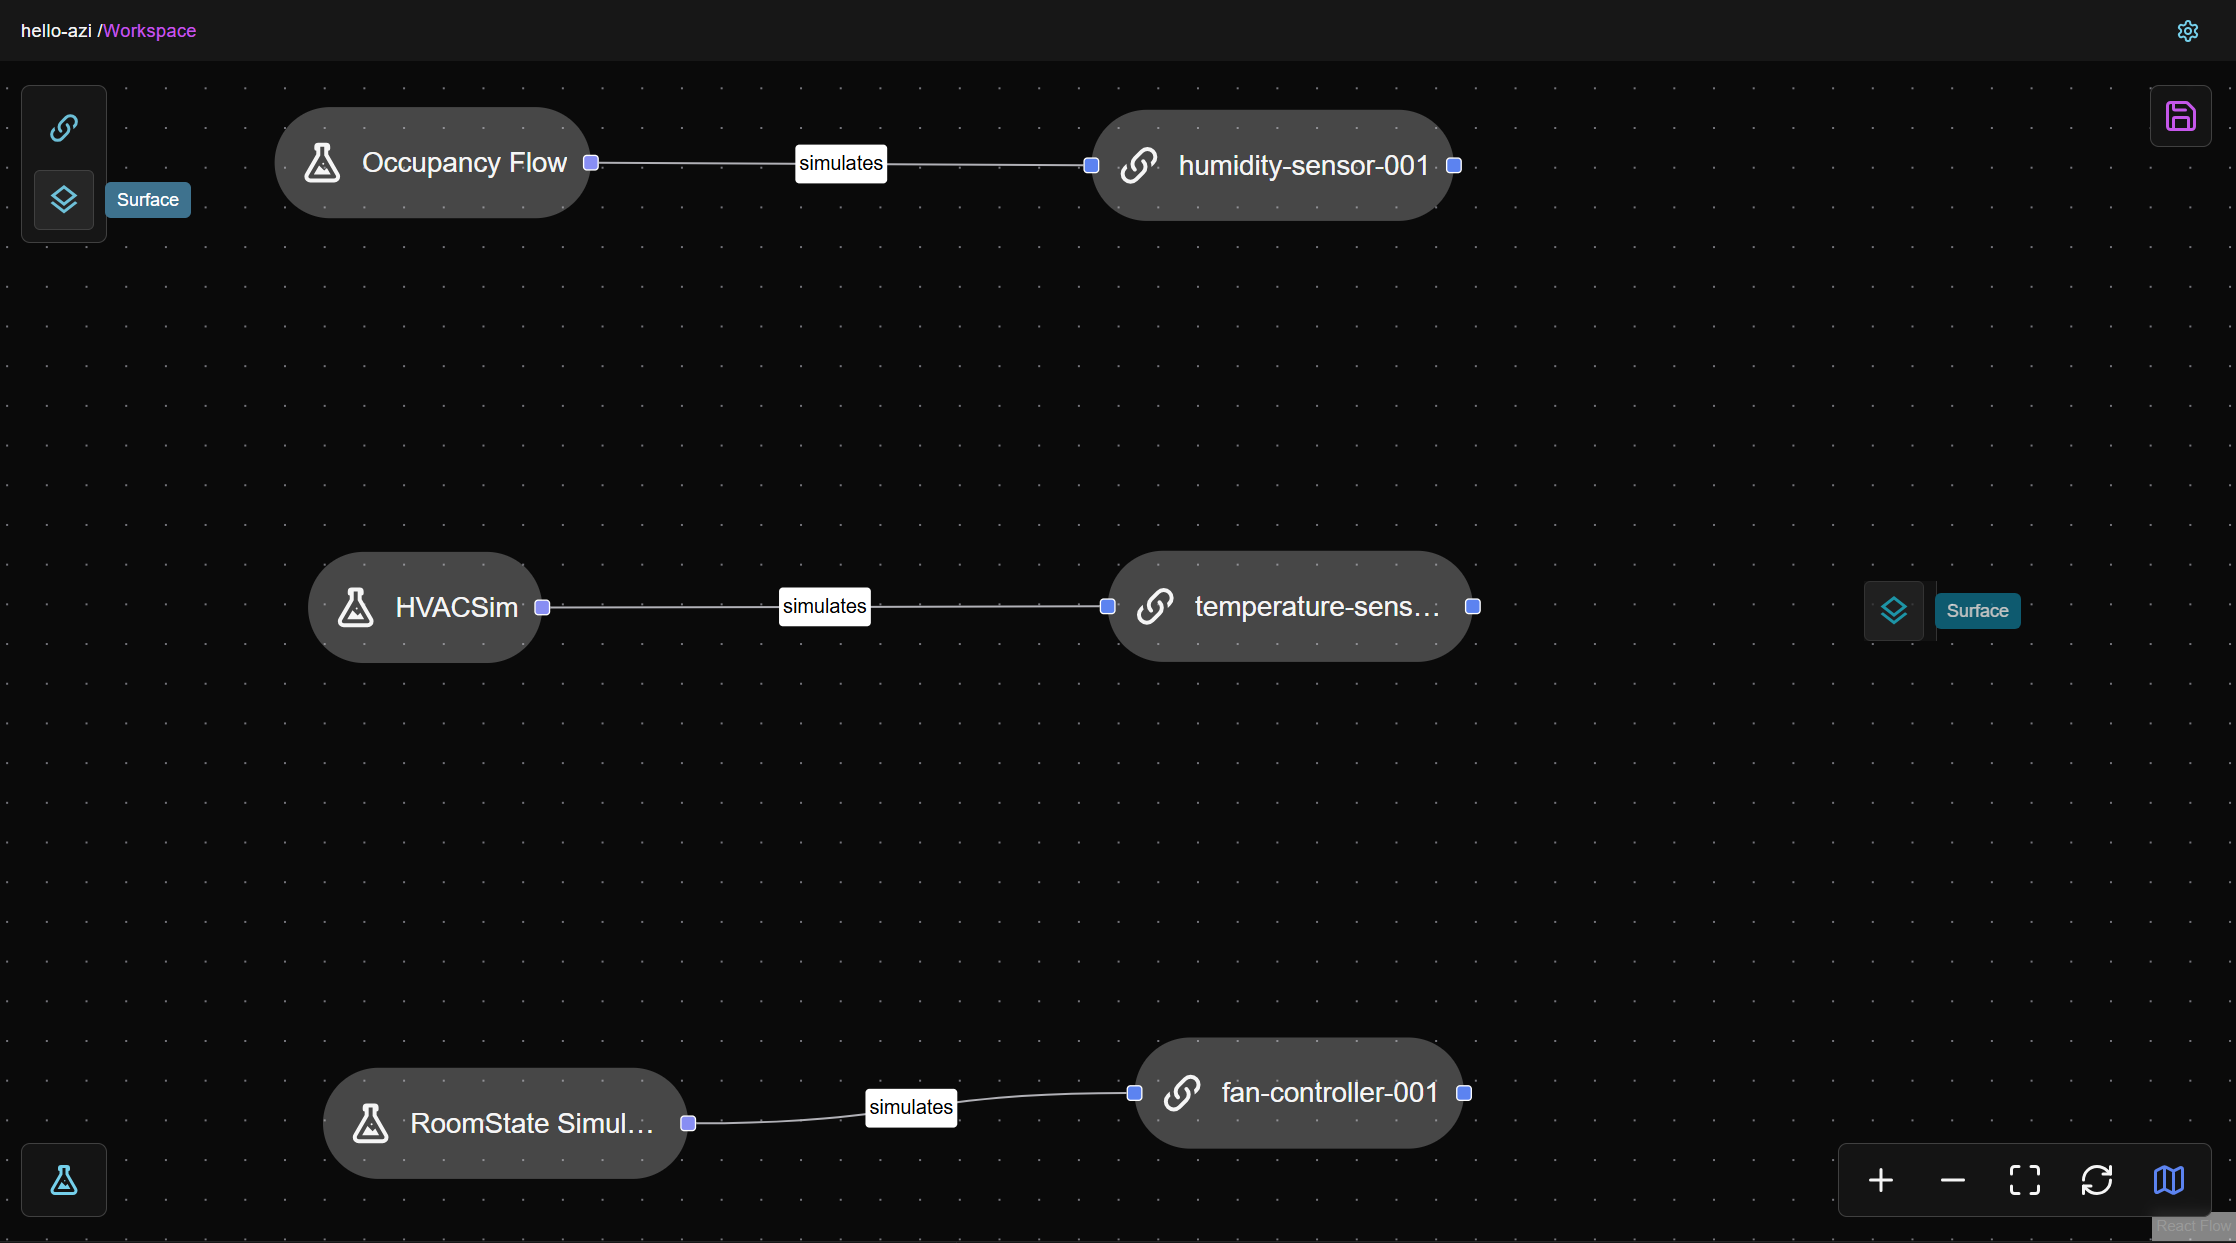 hello-azi /Workspace
Surface
Occupancy Flow
simulates
humidity-sensor-001
HVACSim
simulates
temperature-sens...
Surface
RoomState Simul...
simulates
fan-controller-001
React Flow